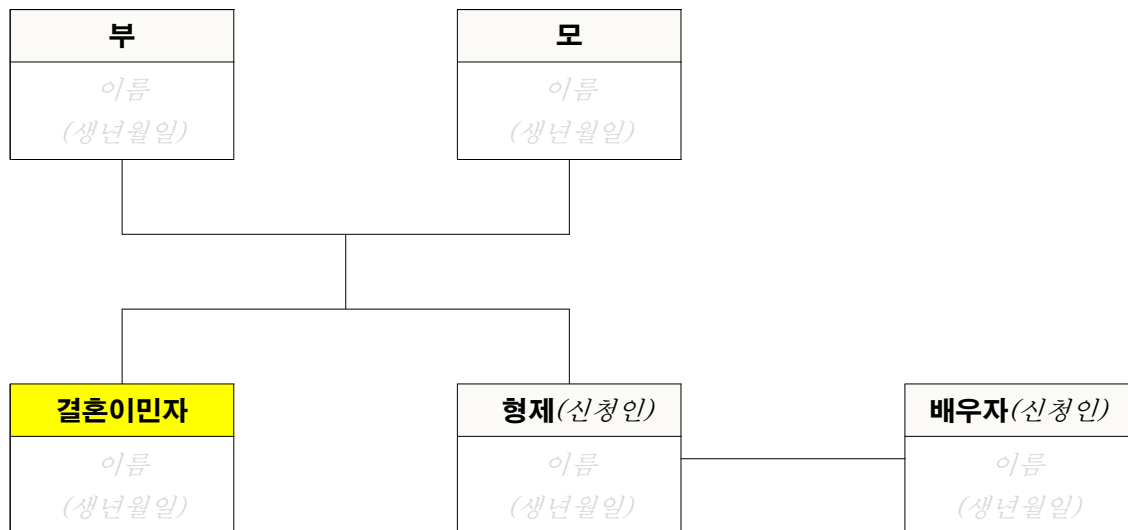 부
모
이름
(생년월일)
이름
(생년월일)
결혼이민자
형제(신청인)
배우자(신청인)
이름
(생년월일)
이름
(생년월일)
이름
(생년월일)